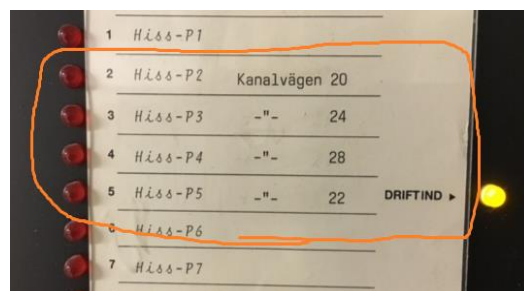 1 Hiss-P1
2 Hiss-P2 Kanalvägen 20
3 Hiss-P3 -"- 24
4 Hiss-P4 -"- 28
5 Hiss-P5 -"- 22 DRIFTIND ▸
6 Hiss-P6
7 Hiss-P7